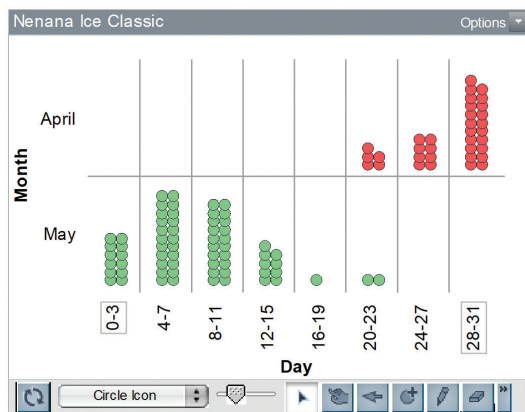 Nenana Ice Classic
Options
April
May
Month
0-3
4-7
8-11
12-15
16-19
20-23
24-27
28-31
Day
Circle Icon
»